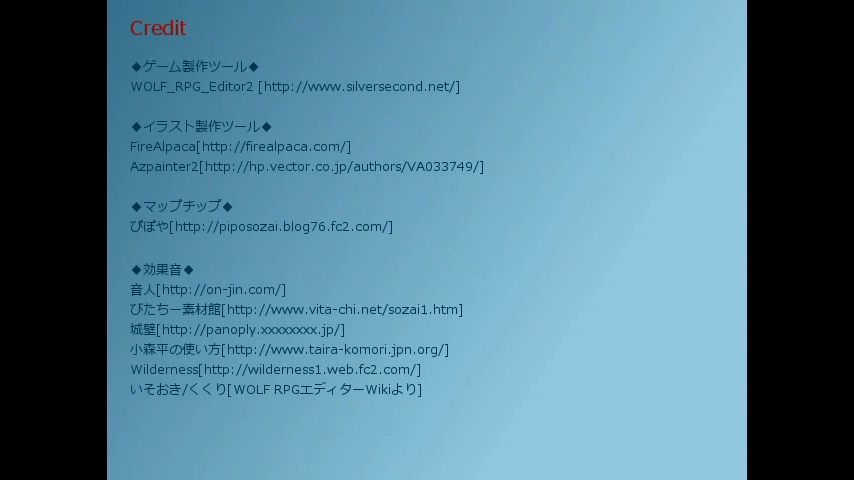 Credit
◆ゲーム製作ツール◆
WOLF_RPG_Editor2 [http://www.silversecond.net/]
◆イラスト製作ツール◆
FireAlpaca[http://firealpaca.com/]
Azpainter2[http://hp.vector.co.jp/authors/VA033749/]
◆マップチップ◆
ぴぽや[http://piposozai.blog76.fc2.com/]
◆効果音◆
音人[http://on-jin.com/]
びたちー素材館[http://www.vita-chi.net/sozai1.htm]
城壁[http://panoply.xxxxxxxx.jp/]
小森平の使い方[http://www.taira-komori.jpn.org/]
Wilderness[http://wilderness1.web.fc2.com/]
いそおき/くくり[WOLF RPGエディターWikiより]